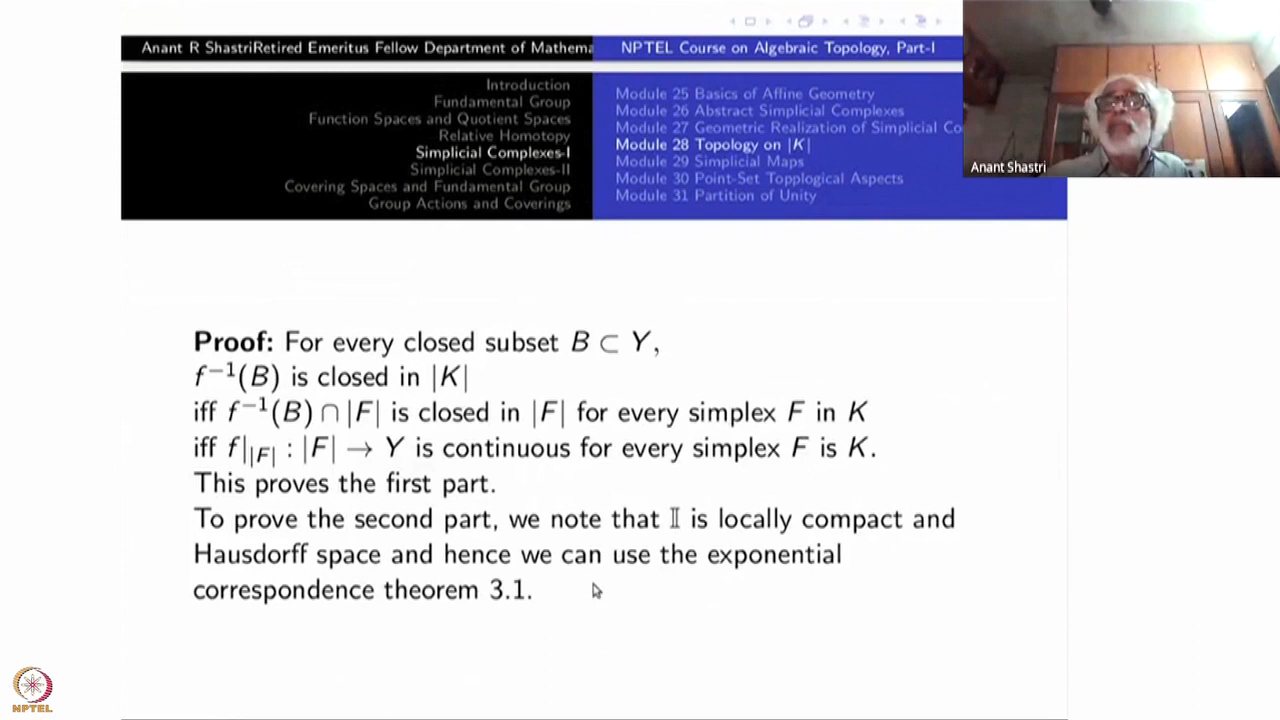 Anant R ShastriRetired Emeritus Fellow Department of Mathema
NPTEL Course on Algebraic Topology, Part-I
Introduction
Fundamental Group
Function Spaces and Quotient Spaces
Relative Homotopy
Simplicial Complexes-I
Simplicial Complexes-II
Covering Spaces and Fundamental Group
Group Actions and Coverings
Module 25 Basics of Affine Geometry
Module 26 Abstract Simplicial Complexes
Module 27 Geometric Realization of Simplicial Co
Module 28 Topology on |K|
Module 29 Simplicial Maps
Module 30 Point-Set Topplogical Aspects
Module 31 Partition of Unity
Anant Shastri
Proof: For every closed subset B ⊂ Y,
f⁻¹(B) is closed in |K|
iff f⁻¹(B) ∩ |F| is closed in |F| for every simplex F in K
iff f||F| : |F| → Y is continuous for every simplex F is K.
This proves the first part.
To prove the second part, we note that 𝕀 is locally compact and
Hausdorff space and hence we can use the exponential
correspondence theorem 3.1.
NPTEL